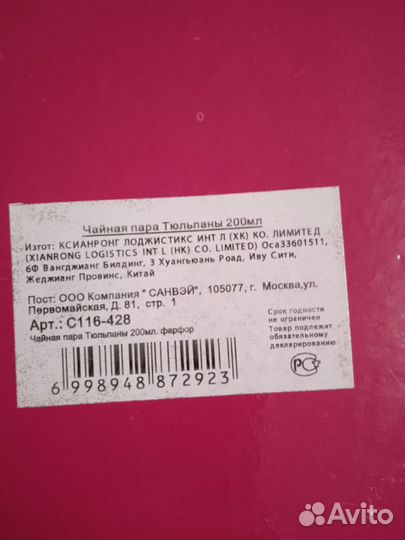 Чайная пара Тюльпаны 200мл
Изгот: КСИАНРОНГ ЛОДЖИСТИКС ИНТ Л (ХК) КО. ЛИМИТЕД
(XIANRONG LOGISTICS INT L (HK) CO. LIMITED) Оса33601511,
6Ф Вангджианг Билдинг, 3 Хуангьюань Роад, Иву Сити,
Жеджианг Провинс, Китай
Пост: ООО Компания " САНВЭЙ", 105077, г. Москва,ул.
Первомайская, Д. 81, стр. 1
Арт.: C116-428
Чайная пара Тюльпаны 200мл. фарфор
Срок годности
не ограничен
Товар подлежит
обязательному
декларированию
6 998948 872923
РСТ
Avito